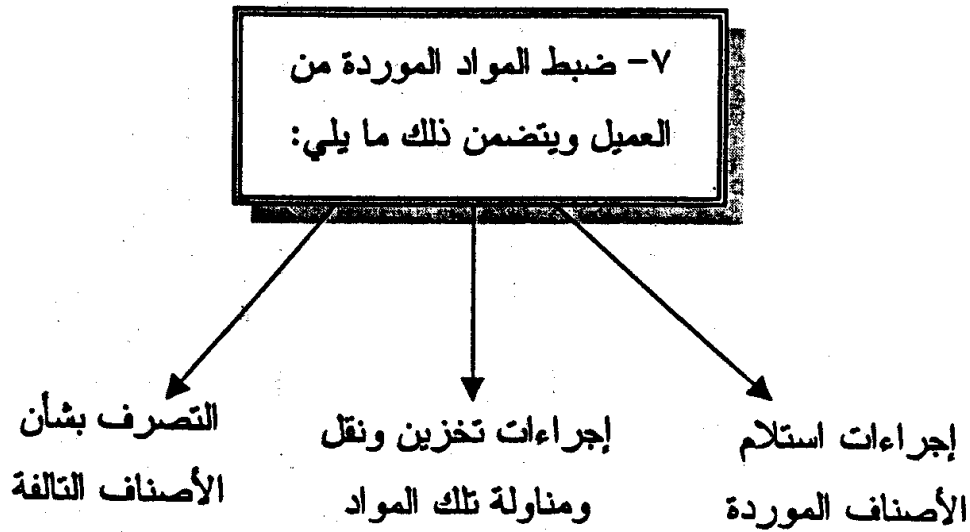 ٧- ضبط المواد الموردة من
العميل ويتضمن ذلك ما يلي:
إجراءات استلام
الأصناف الموردة
إجراءات تخزين ونقل
ومناولة تلك المواد
التصرف بشأن
الأصناف التالفة